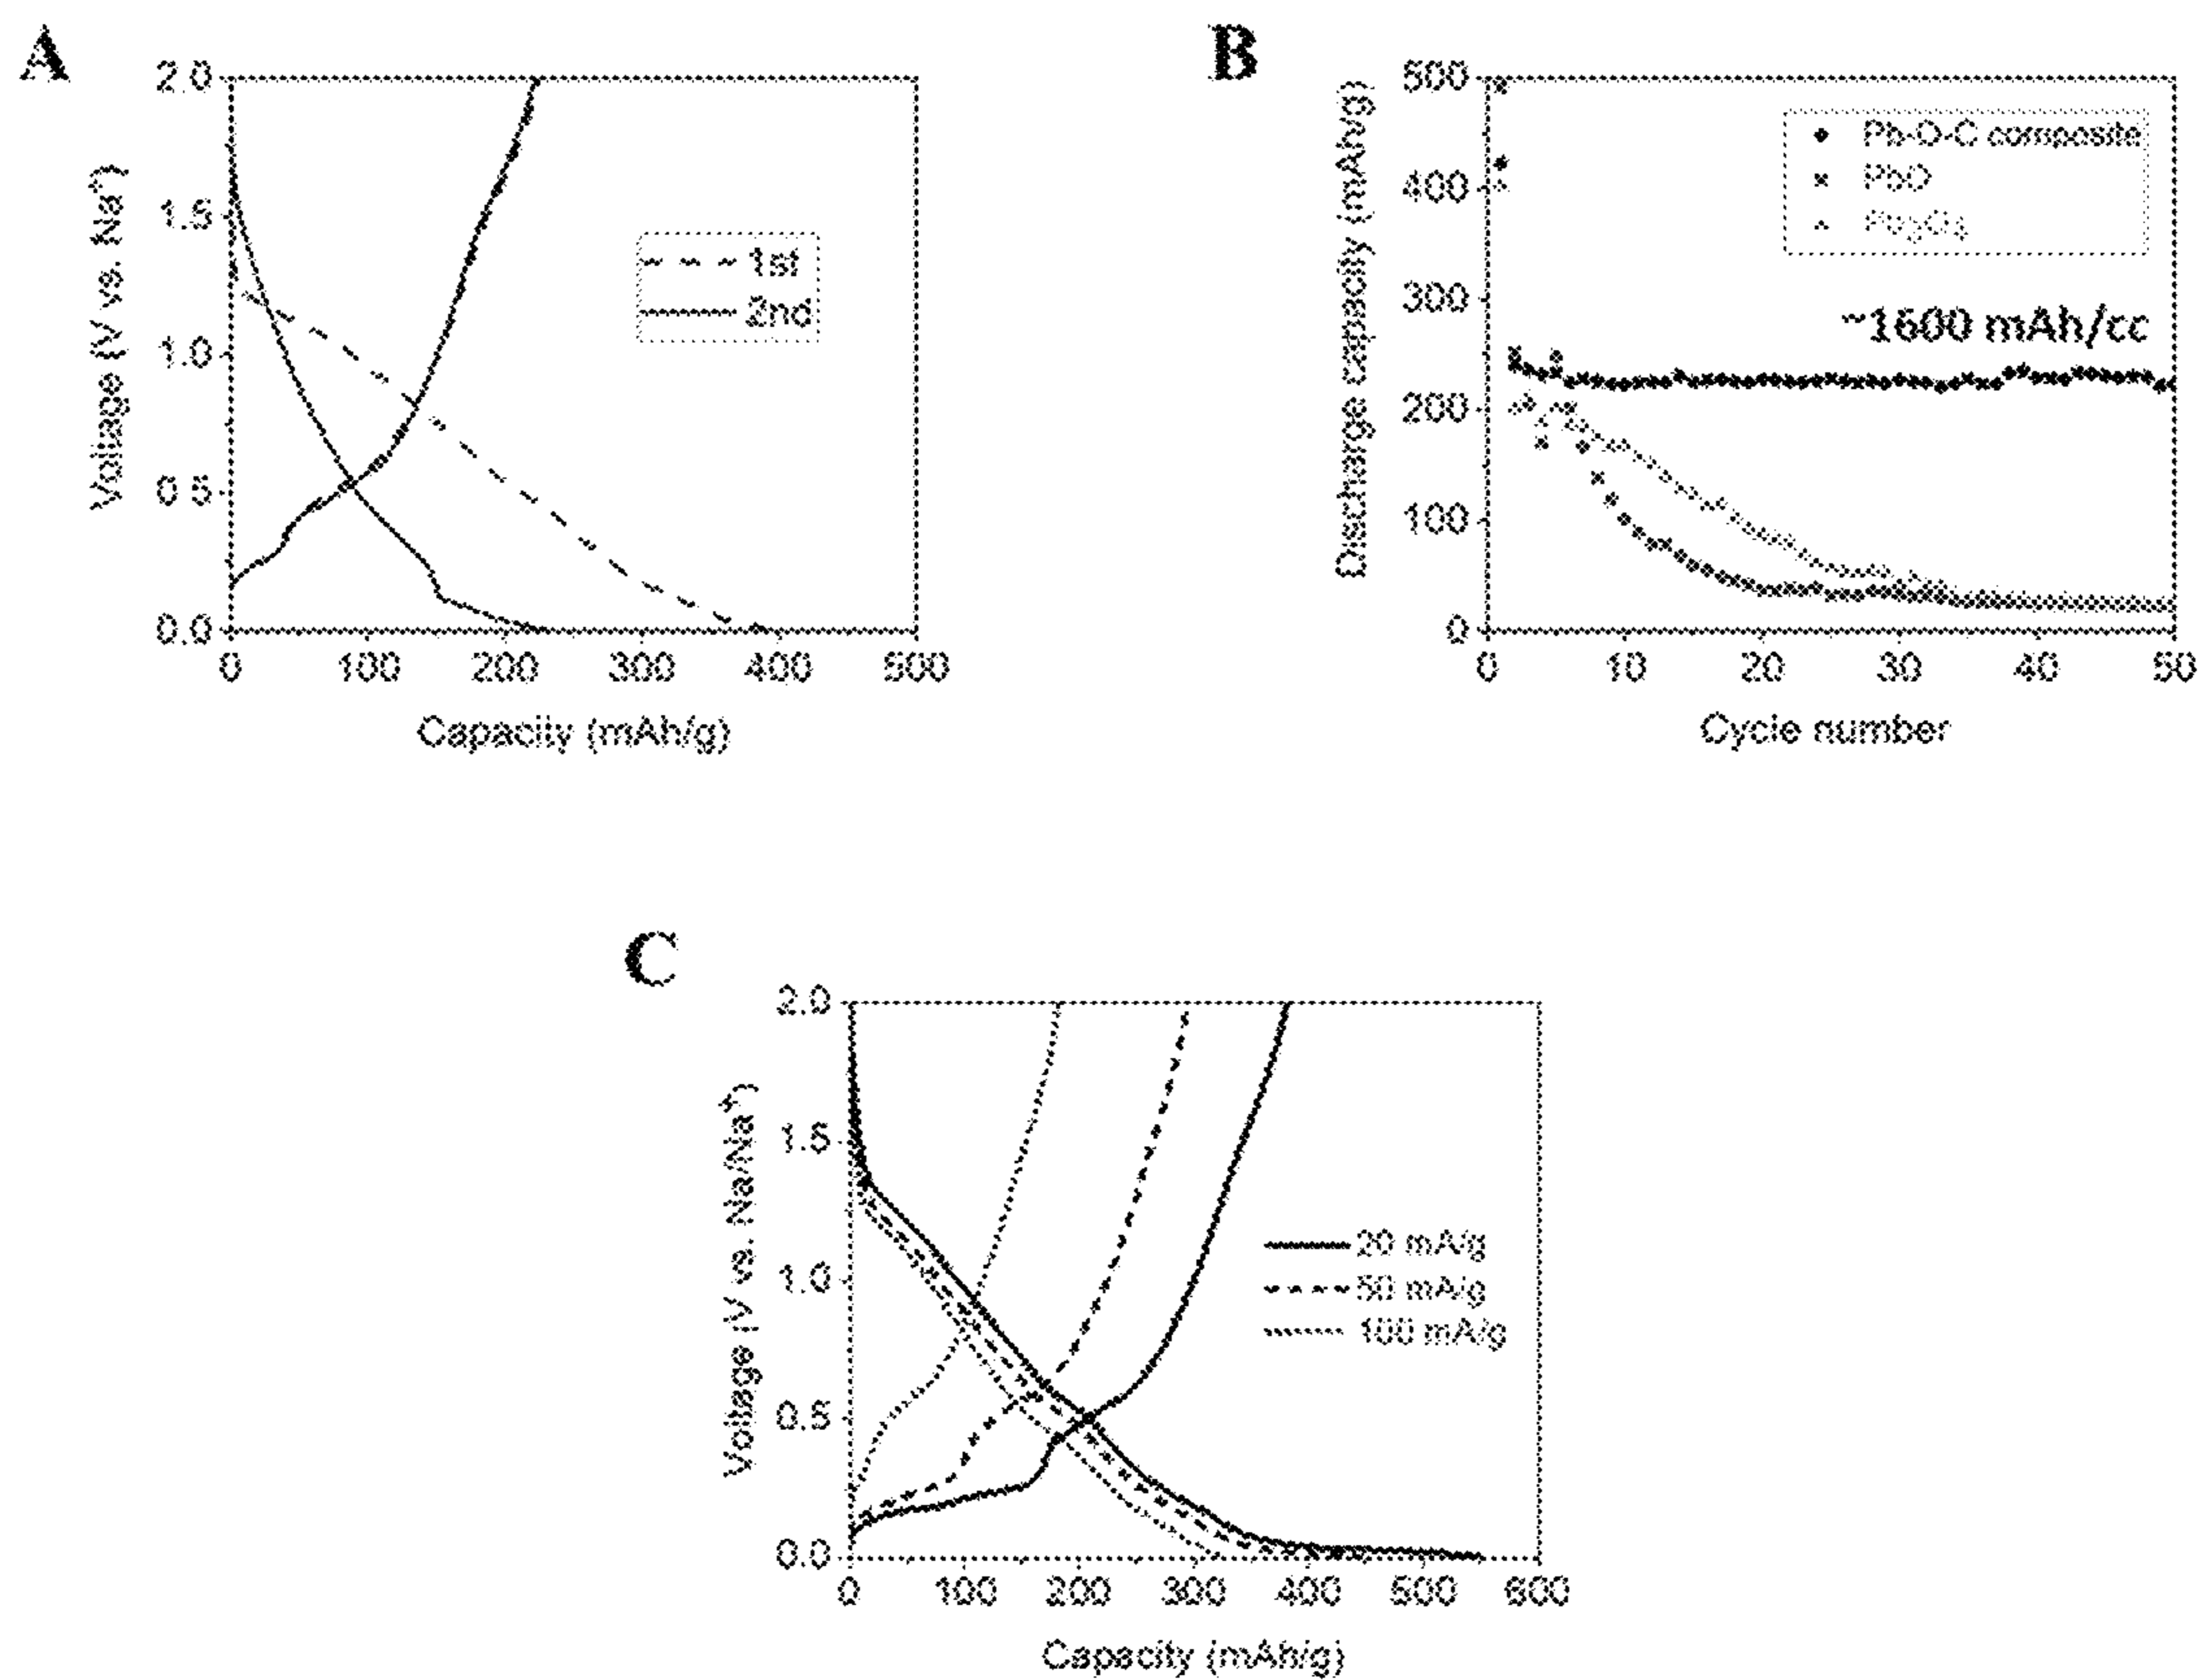 A
2.0
1.5
1.0
0.5
0.0
0 100 200 300 400 500
Voltage (V vs. Na⁺)
Capacity (mAh/g)
1st
2nd
B
500
400
300
200
100
0
0 10 20 30 40 50
Discharge capacity (mAh/g)
Cycle number
Pb-O-C composite
PbO
Pb₃O₄
~1600 mAh/cc
C
2.0
1.5
1.0
0.5
0.0
0 100 200 300 400 500 600
Voltage (V vs. Na/Na⁺)
Capacity (mAh/g)
20 mA/g
50 mA/g
100 mA/g